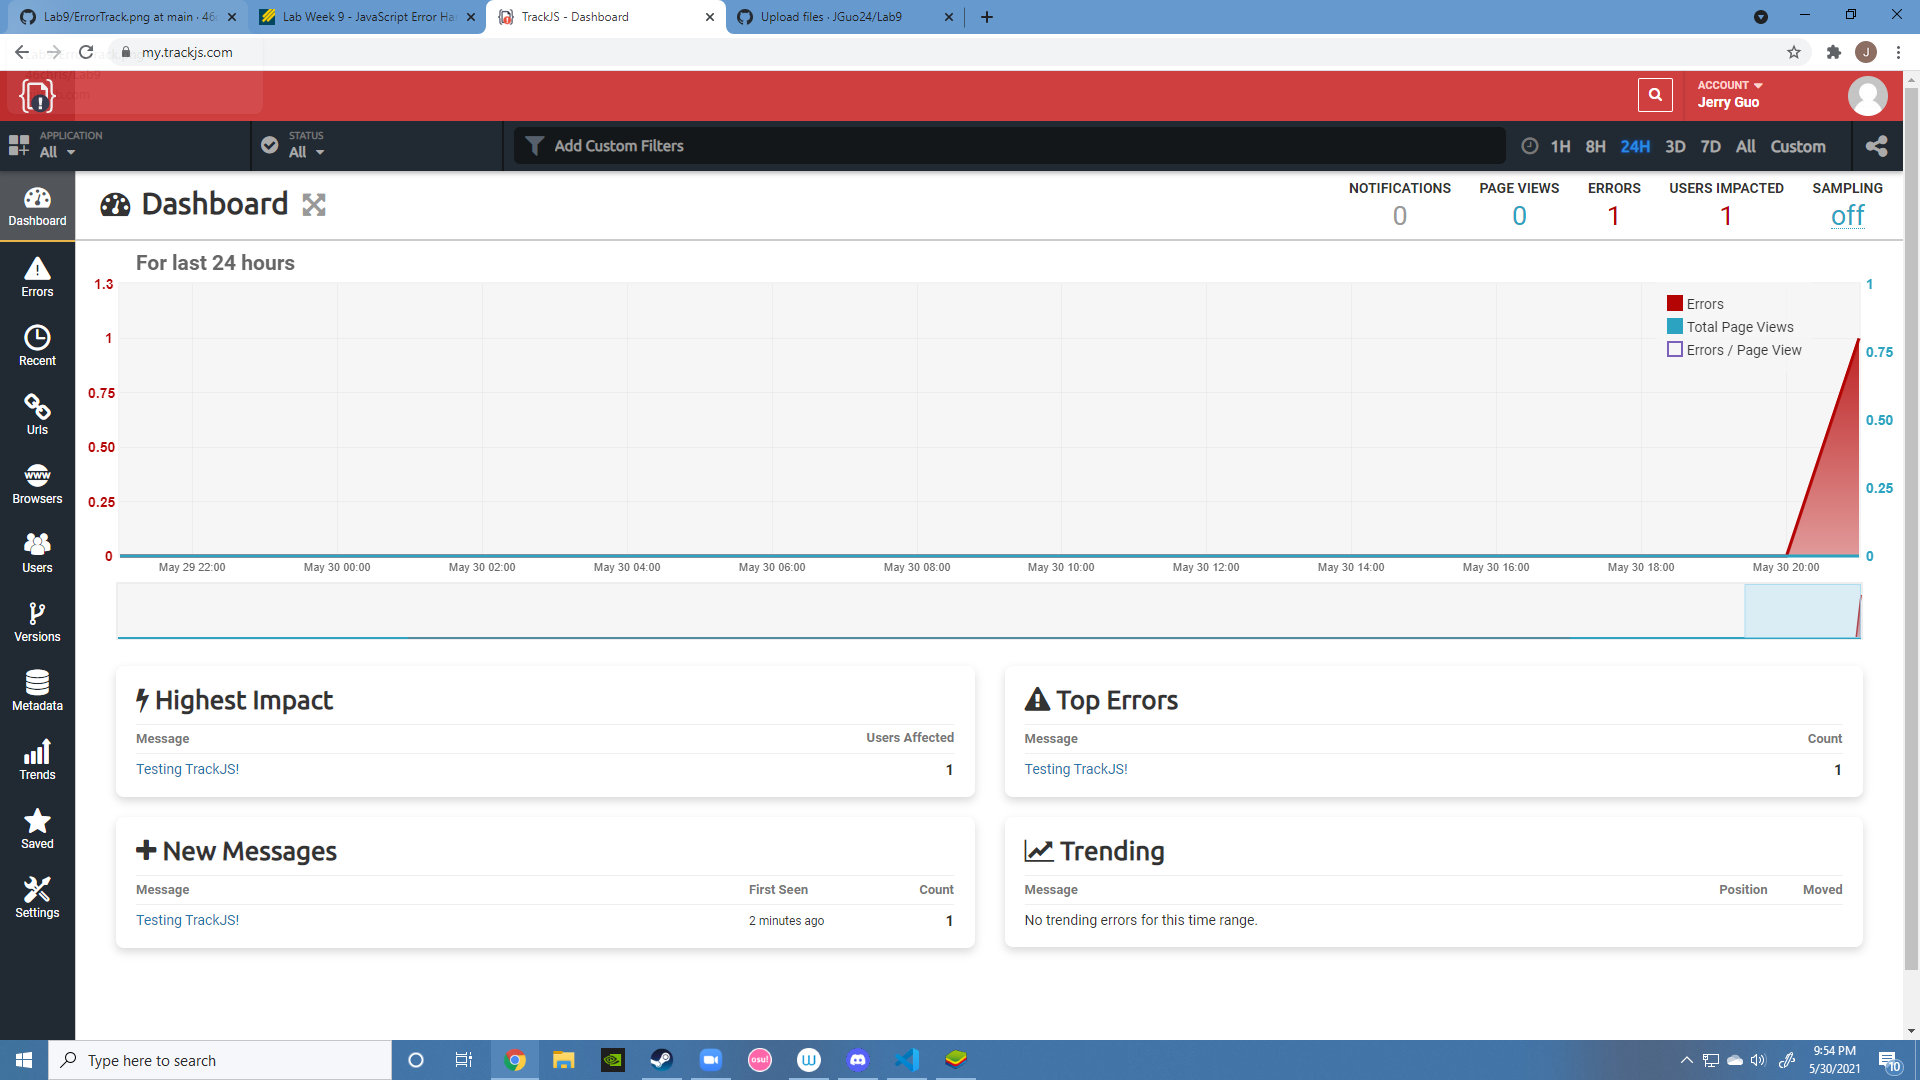 Lab9/ErrorTrack.png at main · 46c
Lab Week 9 - JavaScript Error Ha
TrackJS - Dashboard
Upload files · JGuo24/Lab9
my.trackjs.com
ACCOUNT
Jerry Guo
APPLICATION
All
STATUS
All
Add Custom Filters
1H 8H 24H 3D 7D All Custom
Dashboard
Errors
Recent
Urls
www
Browsers
Users
Versions
Metadata
Trends
Saved
Settings
Dashboard
NOTIFICATIONS
0
PAGE VIEWS
0
ERRORS
1
USERS IMPACTED
1
SAMPLING
off
For last 24 hours
1.3
1
0.75
0.50
0.25
0
1
0.75
0.50
0.25
0
Errors
Total Page Views
Errors / Page View
May 29 22:00 May 30 00:00 May 30 02:00 May 30 04:00 May 30 06:00 May 30 08:00 May 30 10:00 May 30 12:00 May 30 14:00 May 30 16:00 May 30 18:00 May 30 20:00
Highest Impact
Message Users Affected
Testing TrackJS! 1
Top Errors
Message Count
Testing TrackJS! 1
New Messages
Message First Seen Count
Testing TrackJS! 2 minutes ago 1
Trending
Message Position Moved
No trending errors for this time range.
Type here to search
osu!
9:54 PM
5/30/2021
10